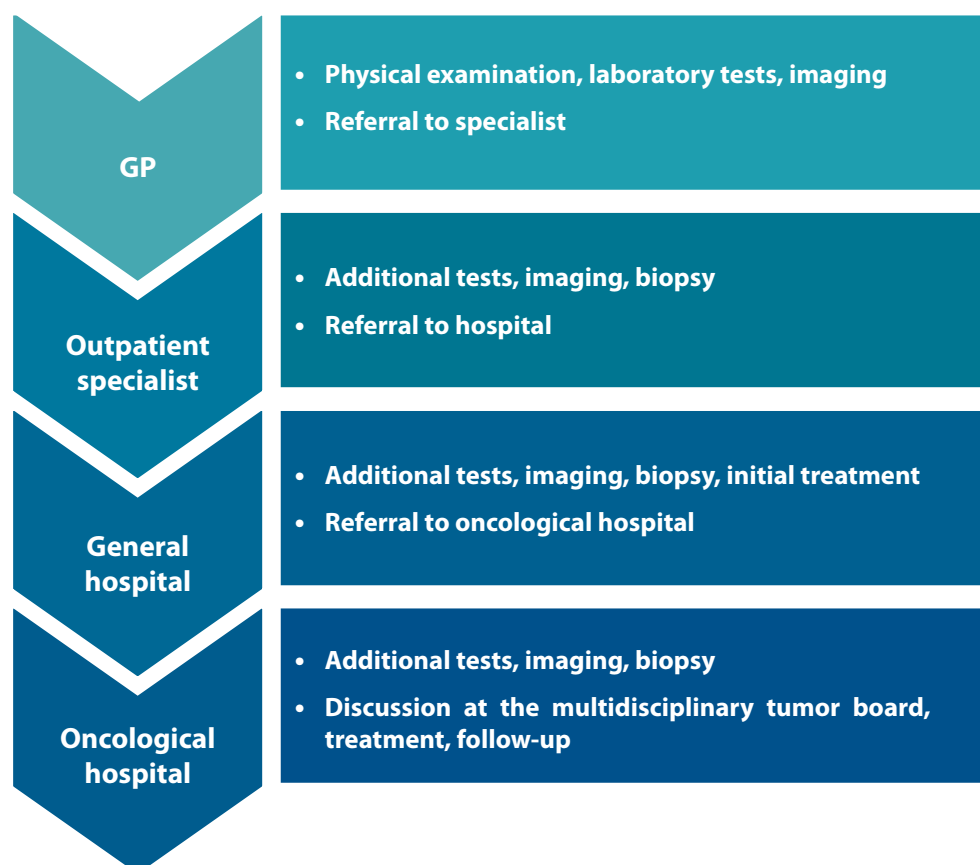 GP
• Physical examination, laboratory tests, imaging
• Referral to specialist
Outpatient
specialist
• Additional tests, imaging, biopsy
• Referral to hospital
General
hospital
• Additional tests, imaging, biopsy, initial treatment
• Referral to oncological hospital
Oncological
hospital
• Additional tests, imaging, biopsy
• Discussion at the multidisciplinary tumor board,
treatment, follow-up